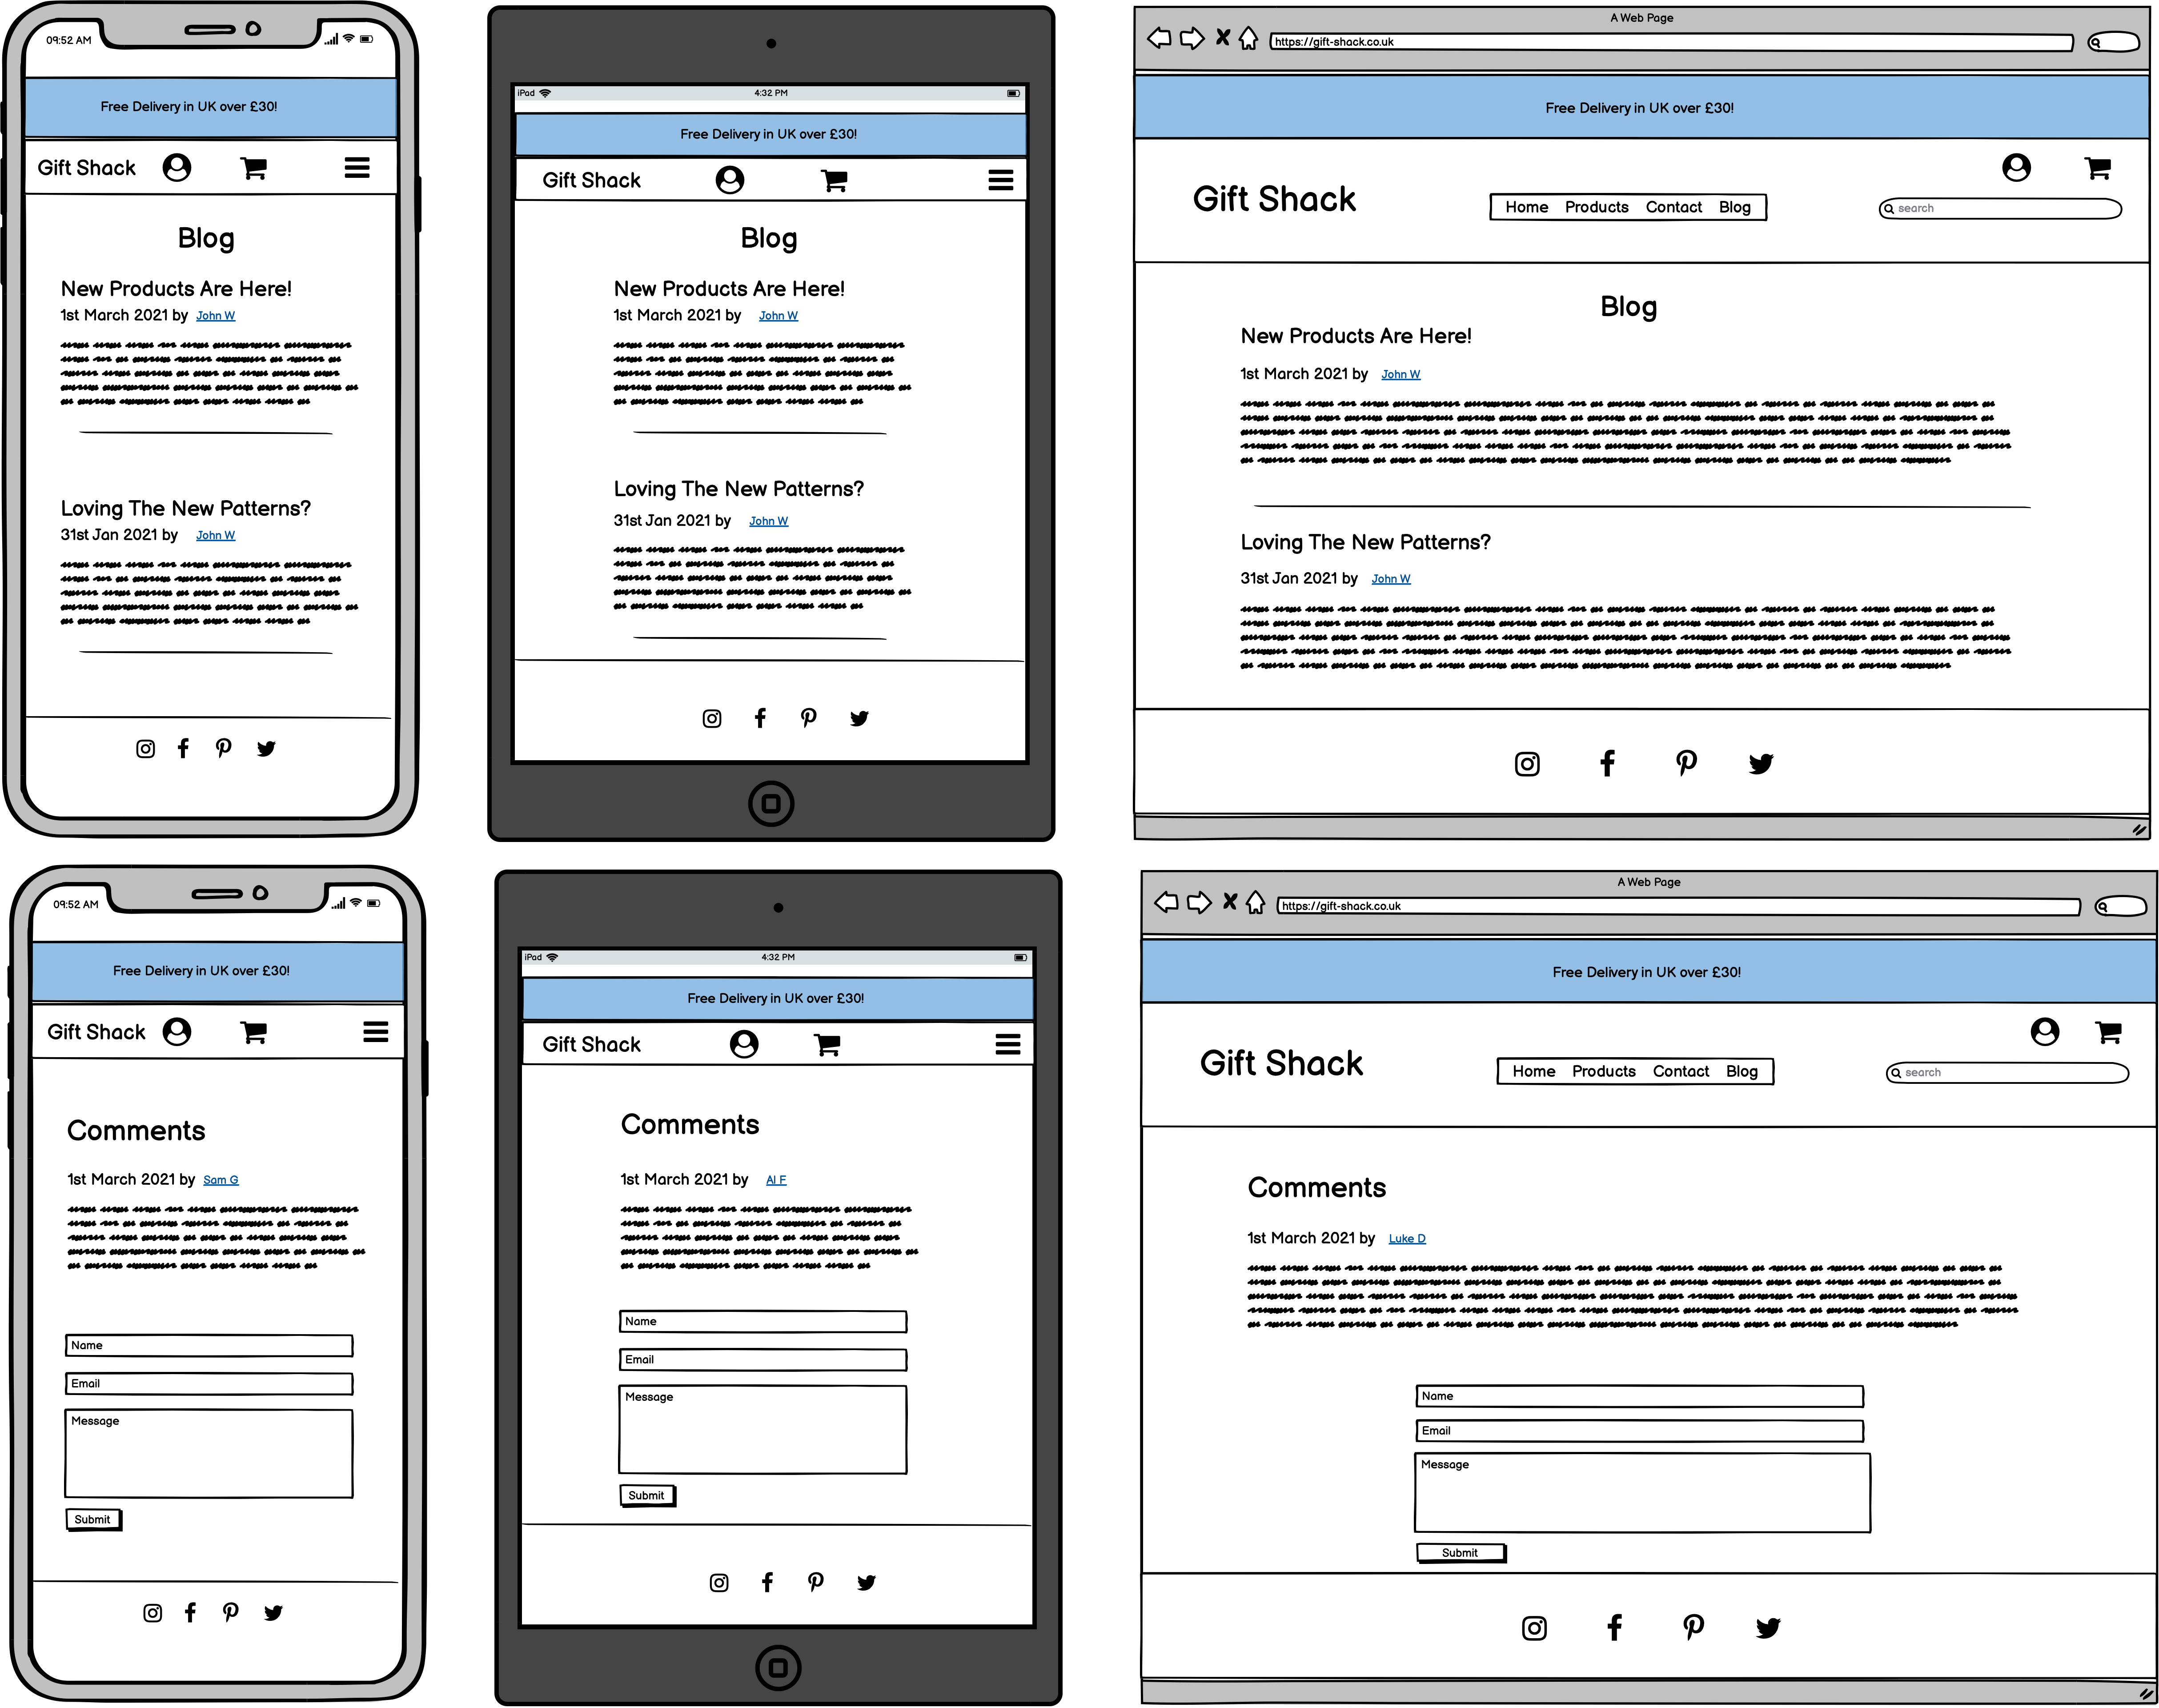 09:52 AM
Free Delivery in UK over £30!
Gift Shack
Blog
New Products Are Here!
1st March 2021 by John W
Loving The New Patterns?
31st Jan 2021 by John W
iPad
4:32 PM
Free Delivery in UK over £30!
Gift Shack
Blog
New Products Are Here!
1st March 2021 by John W
Loving The New Patterns?
31st Jan 2021 by John W
A Web Page
https://gift-shack.co.uk
Free Delivery in UK over £30!
Gift Shack
Home Products Contact Blog
search
Blog
New Products Are Here!
1st March 2021 by John W
Loving The New Patterns?
31st Jan 2021 by John W
09:52 AM
Free Delivery in UK over £30!
Gift Shack
Comments
1st March 2021 by Sam G
Name
Email
Message
Submit
iPad
4:32 PM
Free Delivery in UK over £30!
Gift Shack
Comments
1st March 2021 by Al F
Name
Email
Message
Submit
A Web Page
https://gift-shack.co.uk
Free Delivery in UK over £30!
Gift Shack
Home Products Contact Blog
search
Comments
1st March 2021 by Luke D
Name
Email
Message
Submit